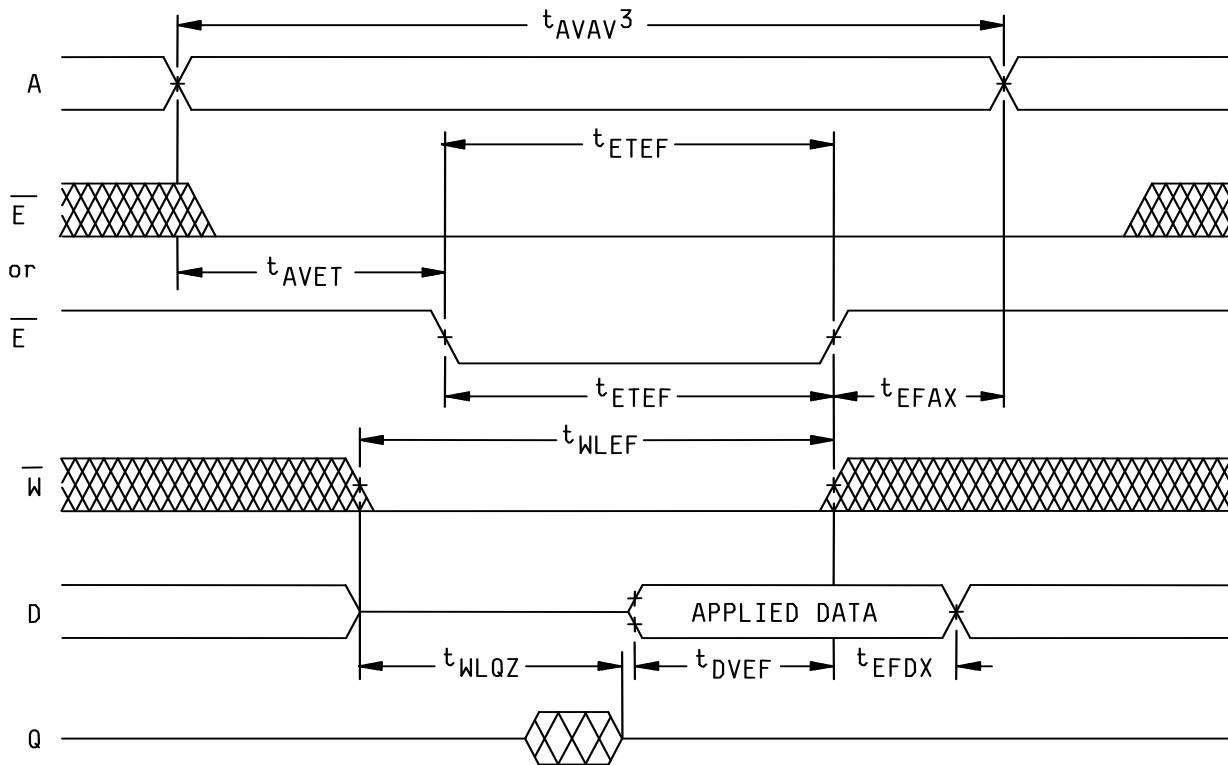 tAVAV3
A
tETEF
E
tAVET
or
E
tETEF
tEFAX
tWLEF
W
D
APPLIED DATA
tWLQZ
tDVEF
tEFDX
Q